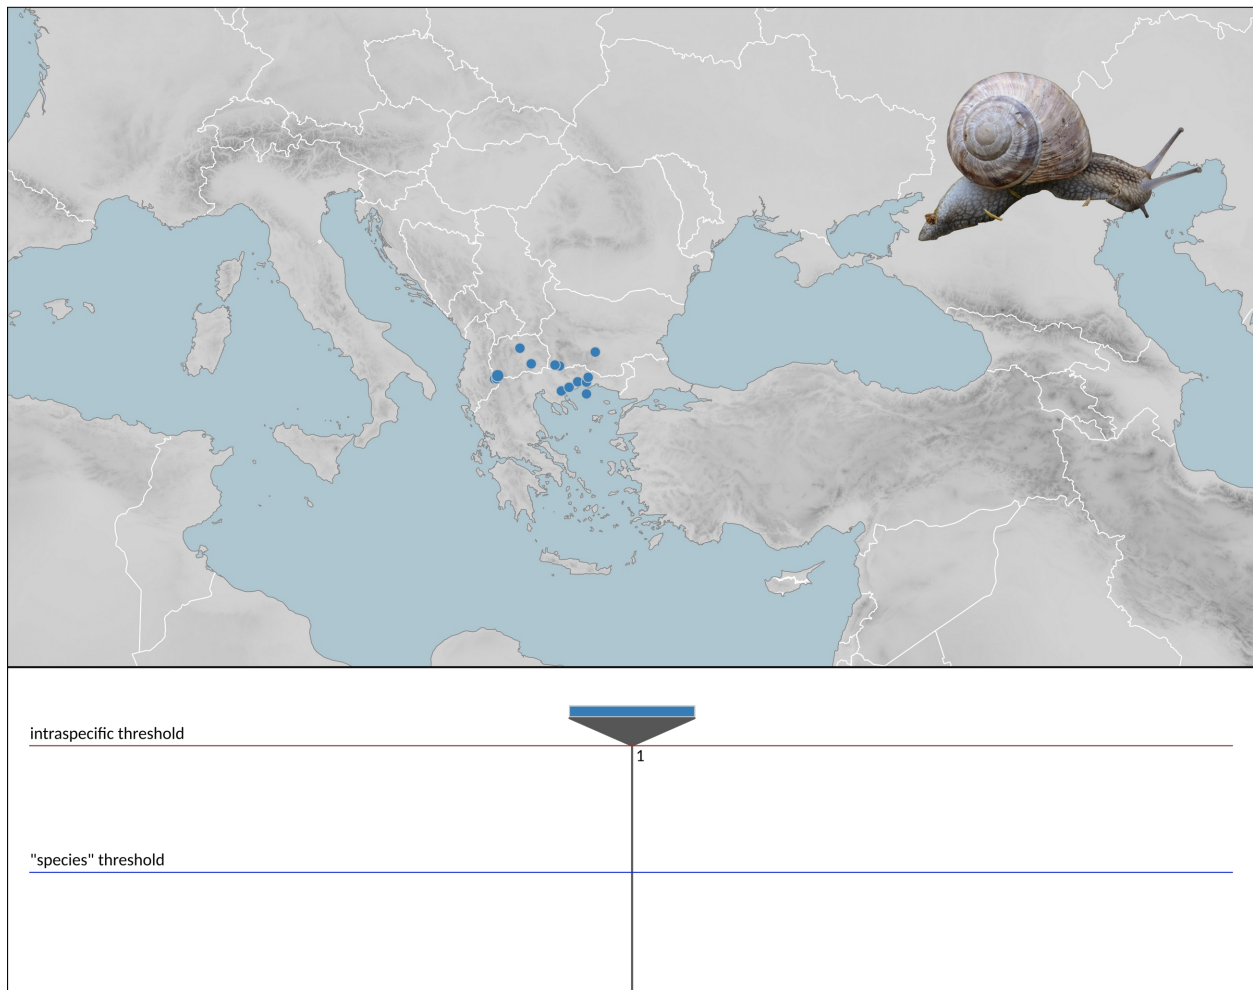 intraspecific threshold
1
"species" threshold